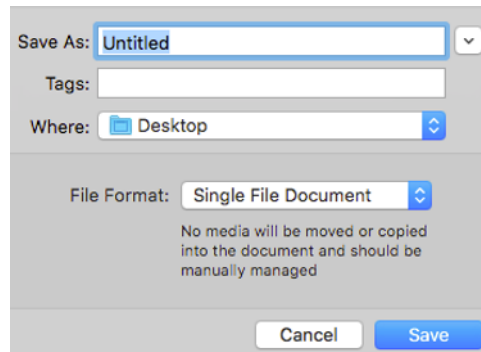 Save As: Untitled
Tags:
Where: Desktop
File Format: Single File Document
No media will be moved or copied
into the document and should be
manually managed
Cancel Save